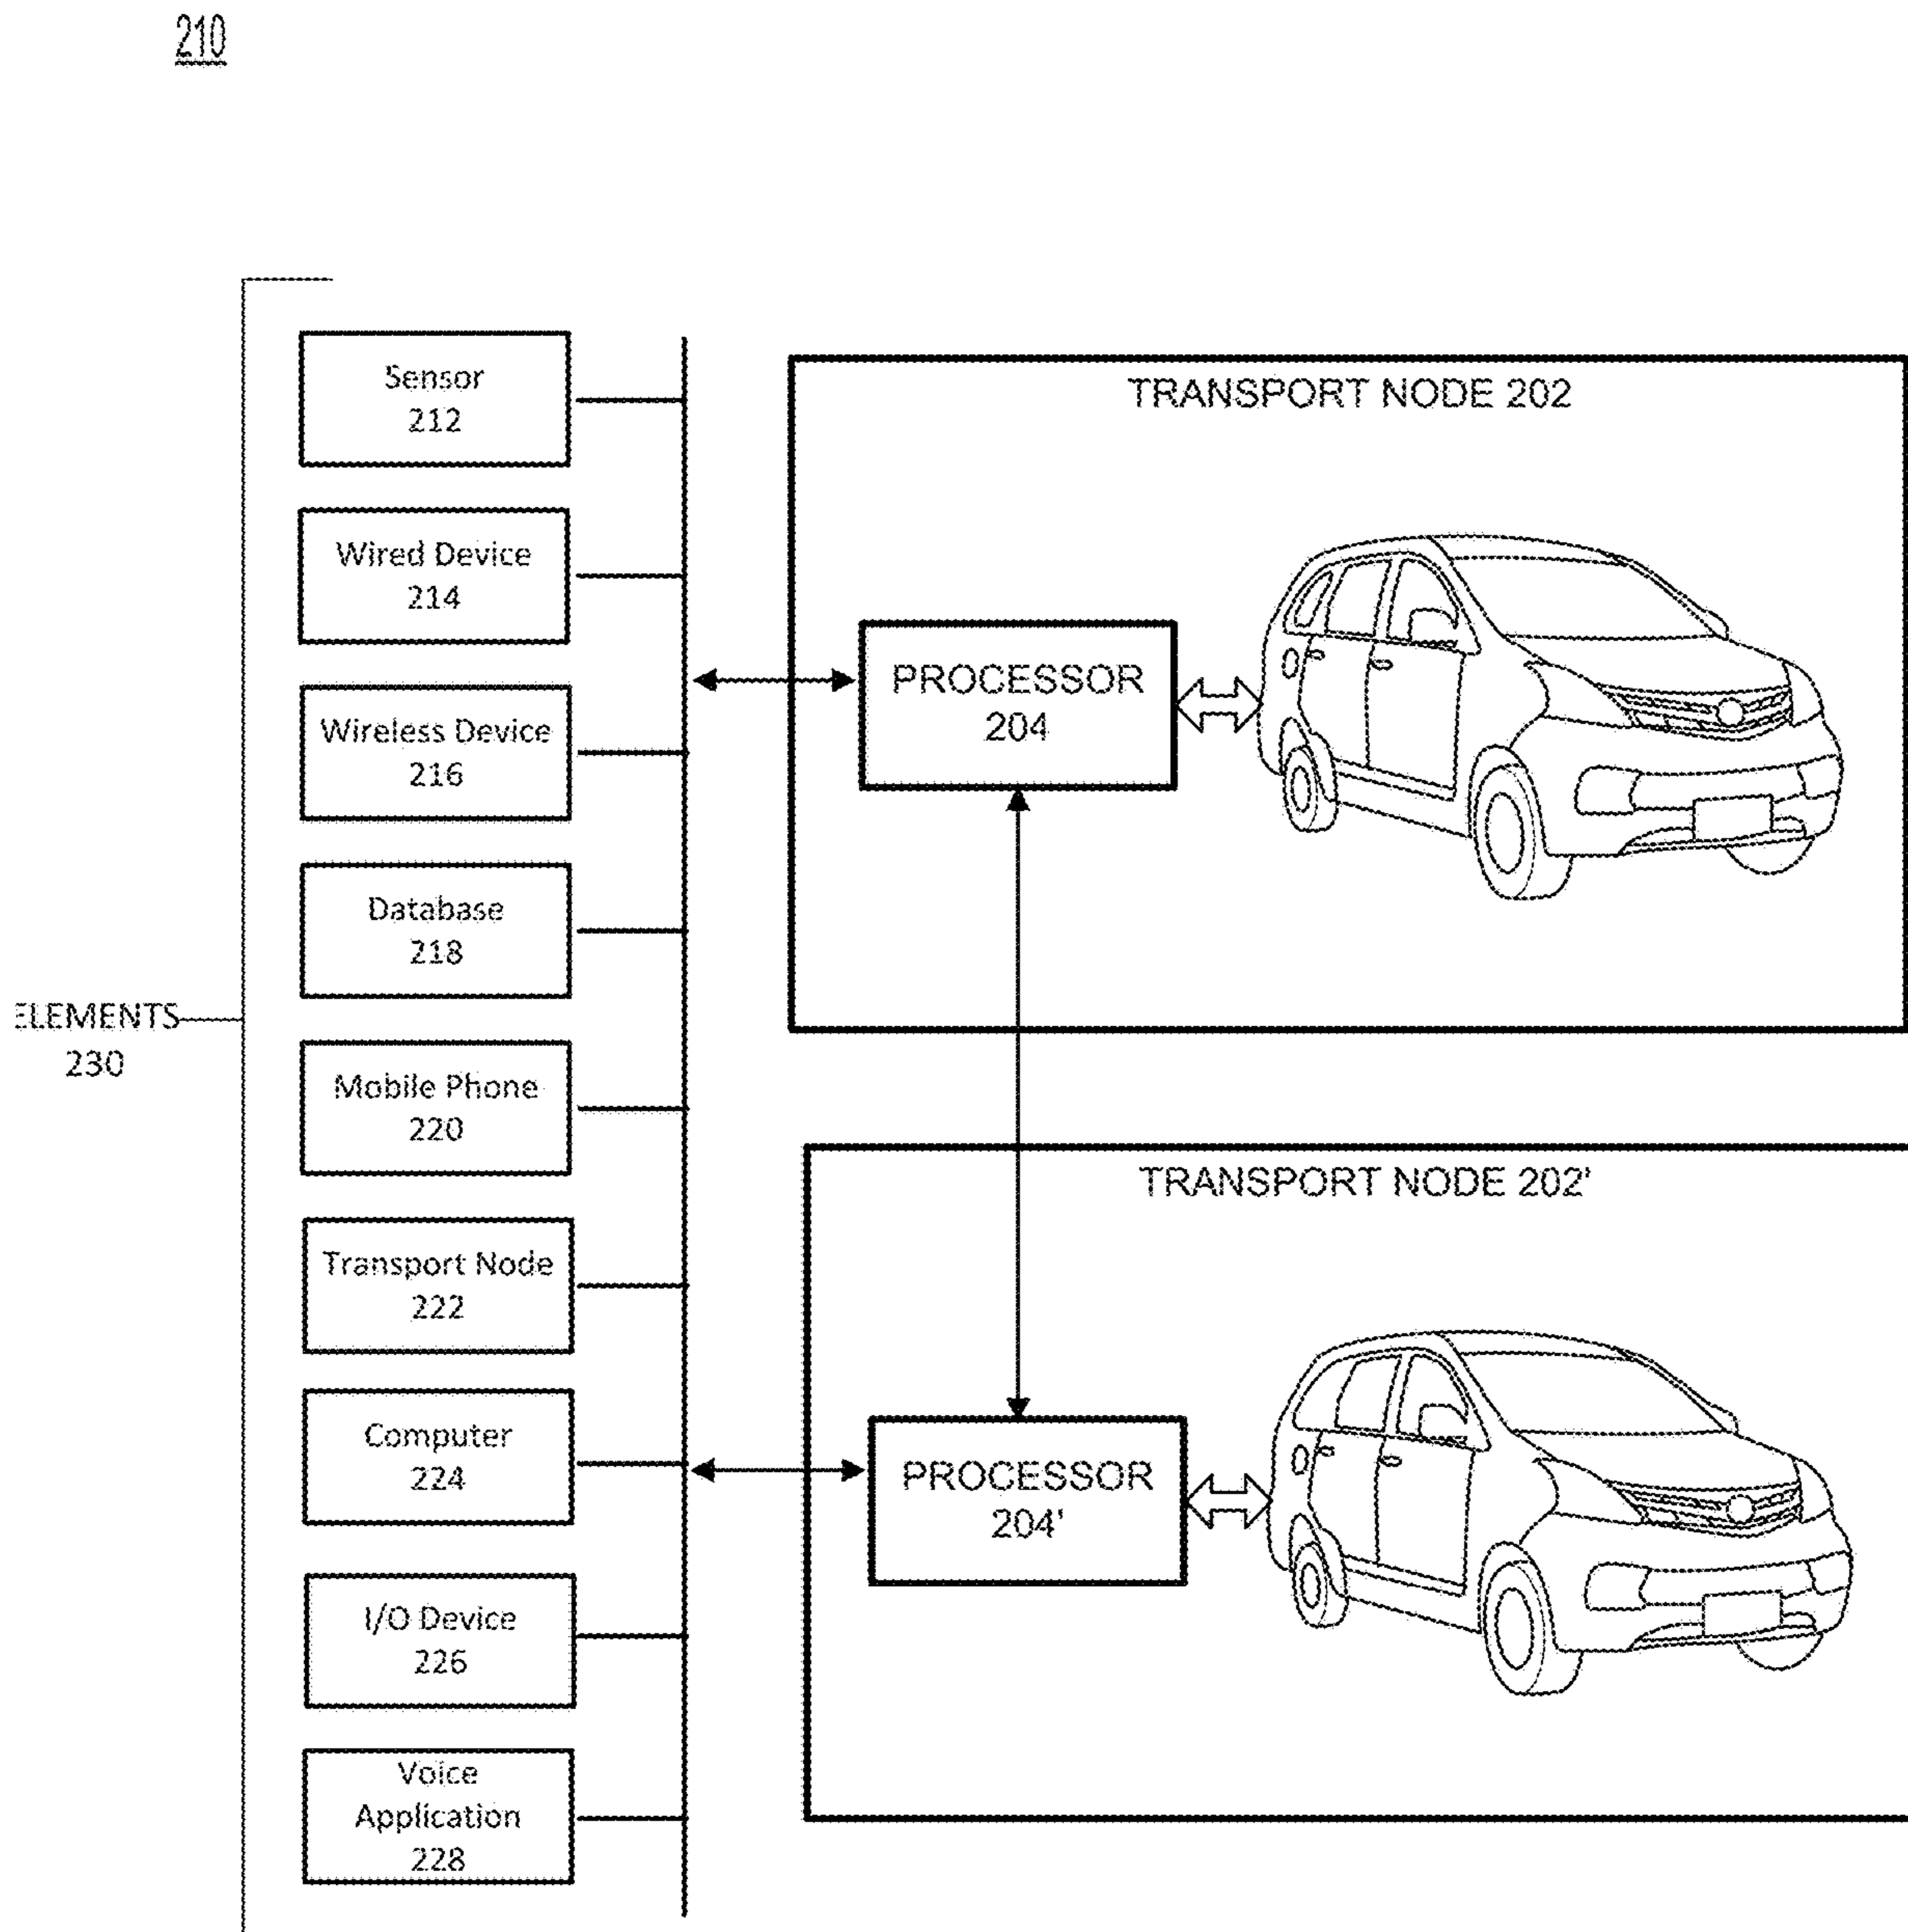 210
Sensor
212
Wired Device
214
Wireless Device
216
Database
218
ELEMENTS
230
Mobile Phone
220
Transport Node
222
Computer
224
I/O Device
226
Voice
Application
228
TRANSPORT NODE 202
PROCESSOR
204
TRANSPORT NODE 202'
PROCESSOR
204'